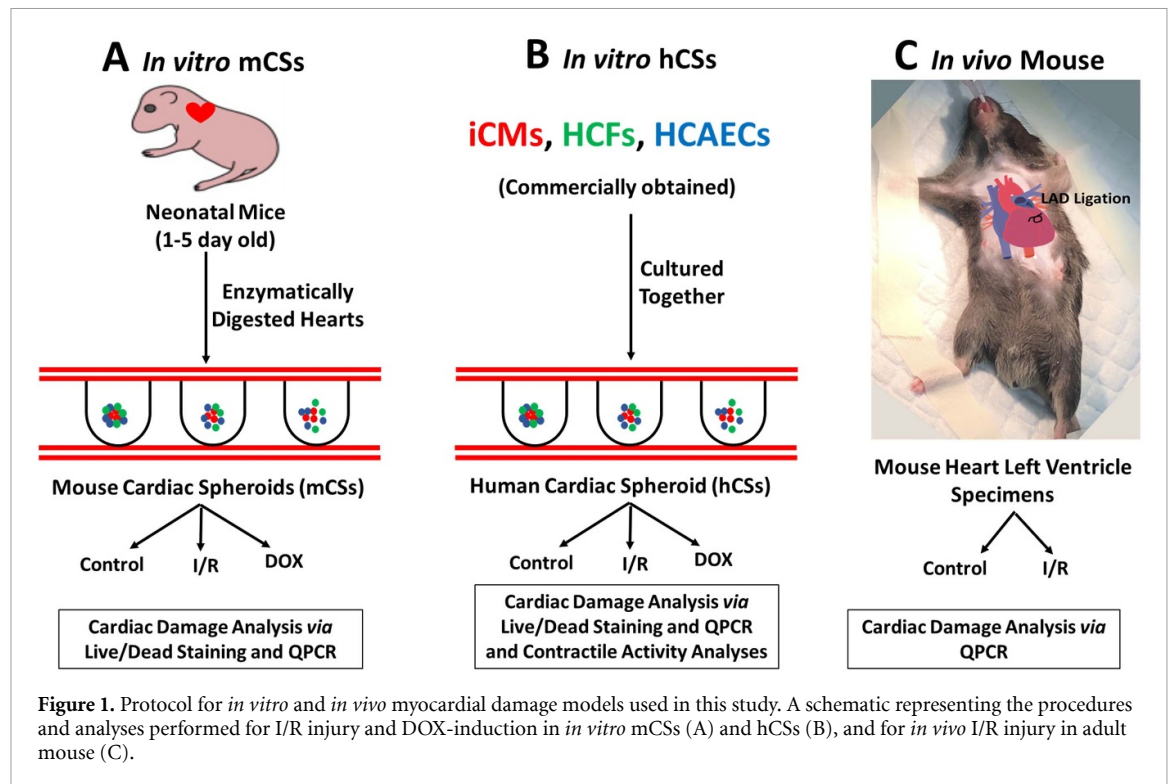 A In vitro mCSs
Neonatal Mice
(1-5 day old)
Enzymatically
Digested Hearts
Mouse Cardiac Spheroids (mCSs)
Control I/R DOX
Cardiac Damage Analysis via
Live/Dead Staining and QPCR
B In vitro hCSs
iCMs, HCFs, HCAECs
(Commercially obtained)
Cultured
Together
Human Cardiac Spheroid (hCSs)
Control I/R DOX
Cardiac Damage Analysis via
Live/Dead Staining and QPCR
and Contractile Activity Analyses
C In vivo Mouse
LAD Ligation
Mouse Heart Left Ventricle
Specimens
Control I/R
Cardiac Damage Analysis via
QPCR
Figure 1. Protocol for in vitro and in vivo myocardial damage models used in this study. A schematic representing the procedures
and analyses performed for I/R injury and DOX-induction in in vitro mCSs (A) and hCSs (B), and for in vivo I/R injury in adult
mouse (C).